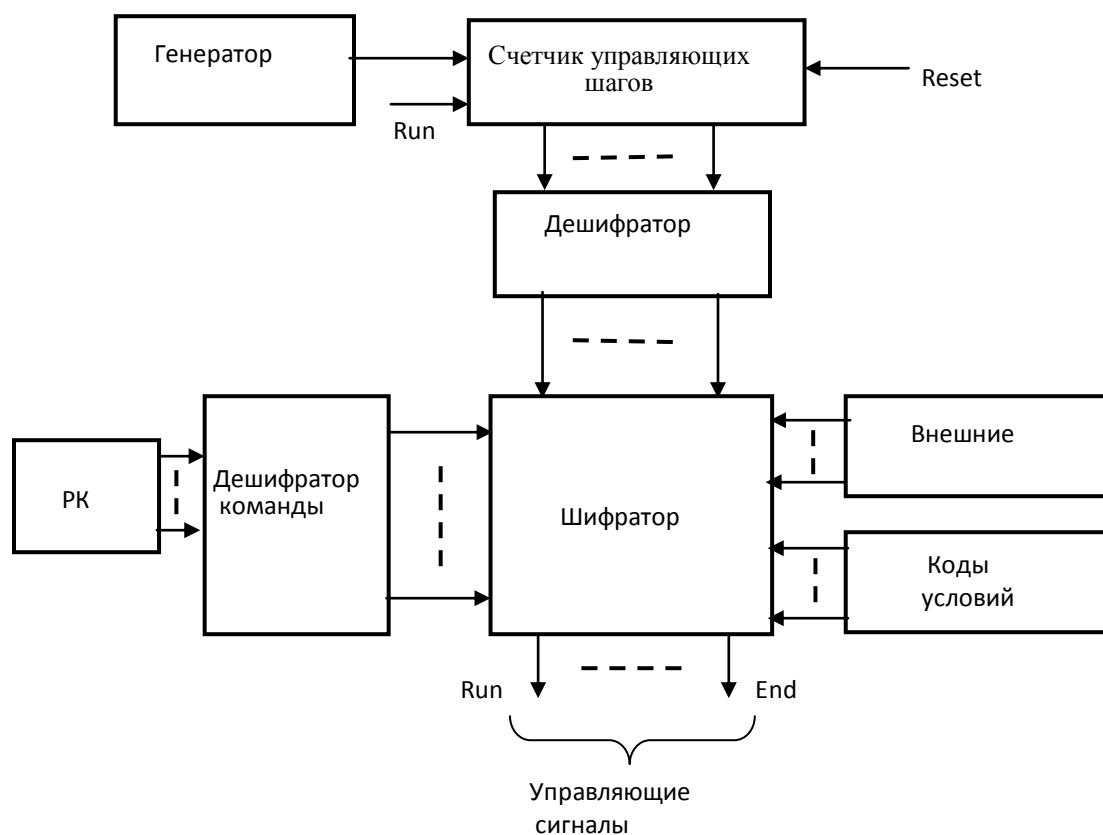 Генератор
Счетчик управляющих
шагов
Reset
Run
Дешифратор
Внешние
РК
Дешифратор
команды
Шифратор
Коды
условий
Run
End
Управляющие
сигналы